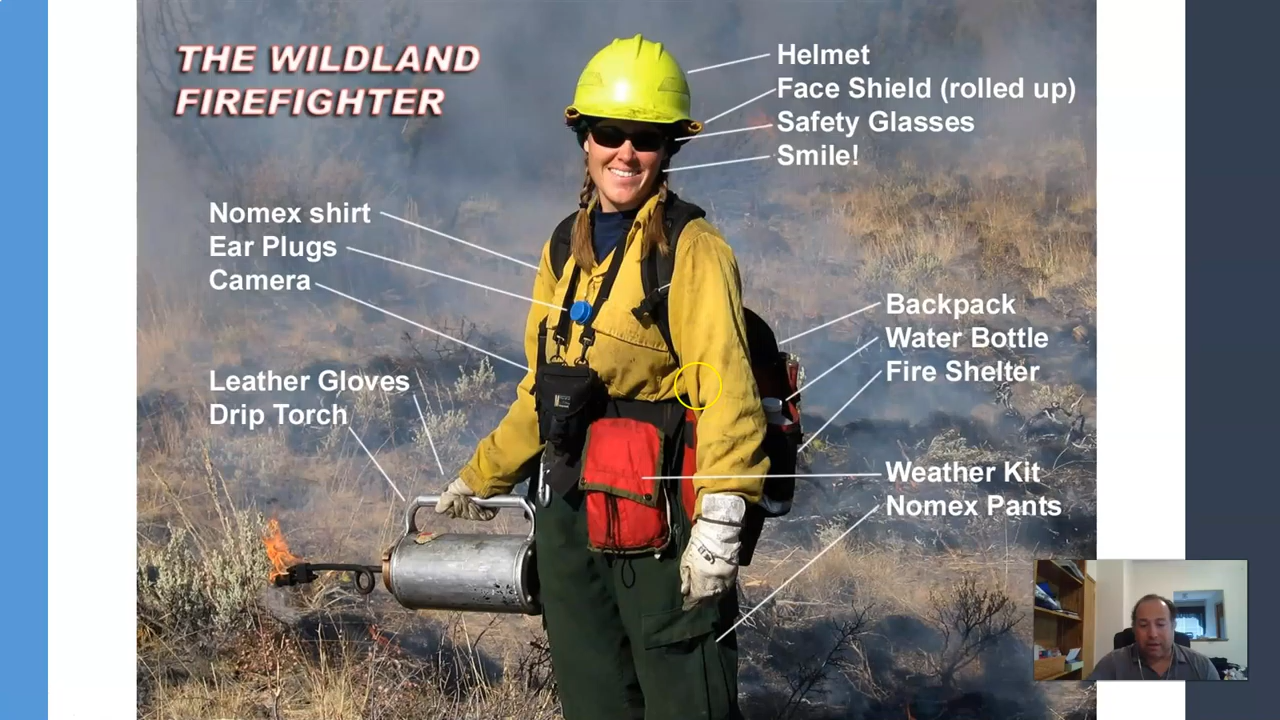 THE WILDLAND
FIREFIGHTER
Helmet
Face Shield (rolled up)
Safety Glasses
Smile!
Nomex shirt
Ear Plugs
Camera
Leather Gloves
Drip Torch
Backpack
Water Bottle
Fire Shelter
Weather Kit
Nomex Pants